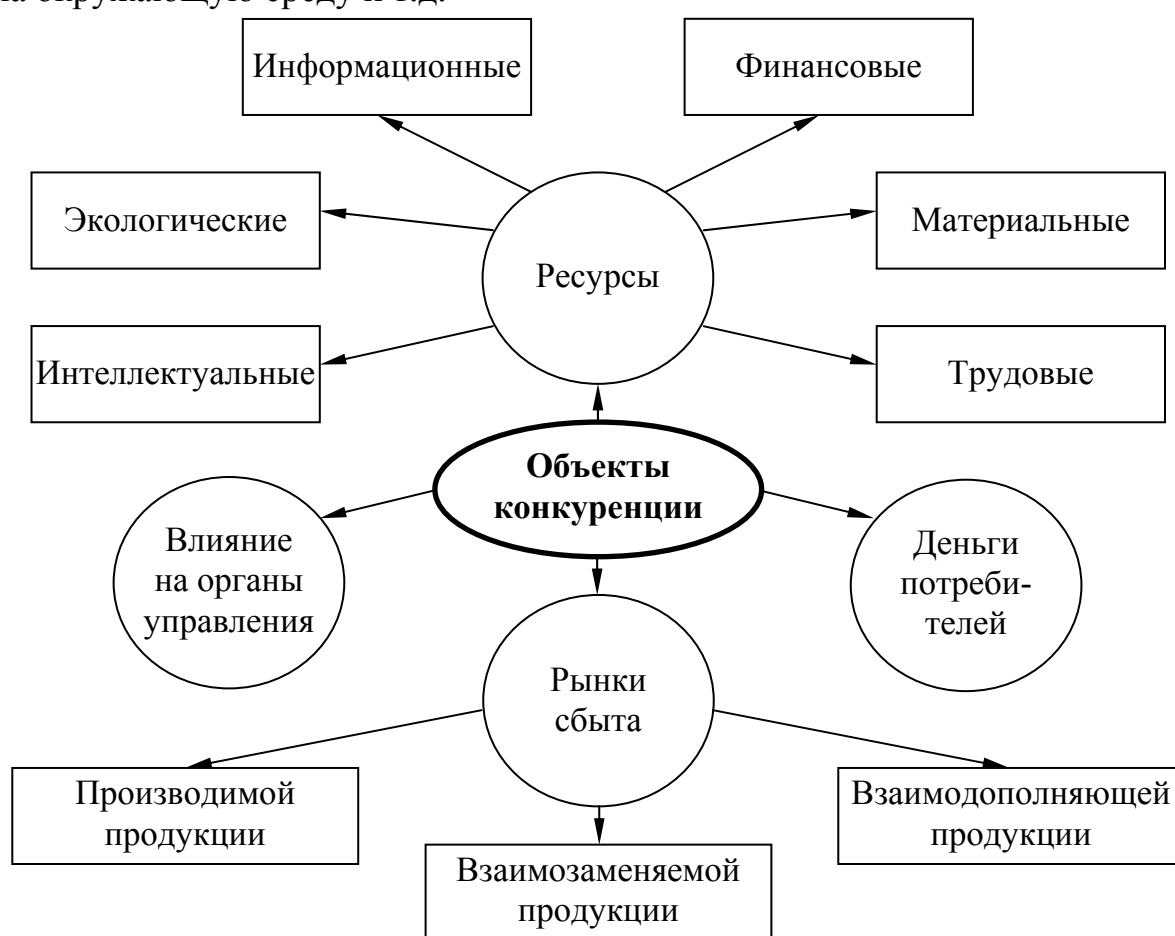 на окружающую среду и т.д.
Информационные
Финансовые
Экологические
Материальные
Ресурсы
Интеллектуальные
Трудовые
Объекты
конкуренции
Влияние
на органы
управления
Деньги
потреби-
телей
Рынки
сбыта
Производимой
продукции
Взаимодополняющей
продукции
Взаимозаменяемой
продукции